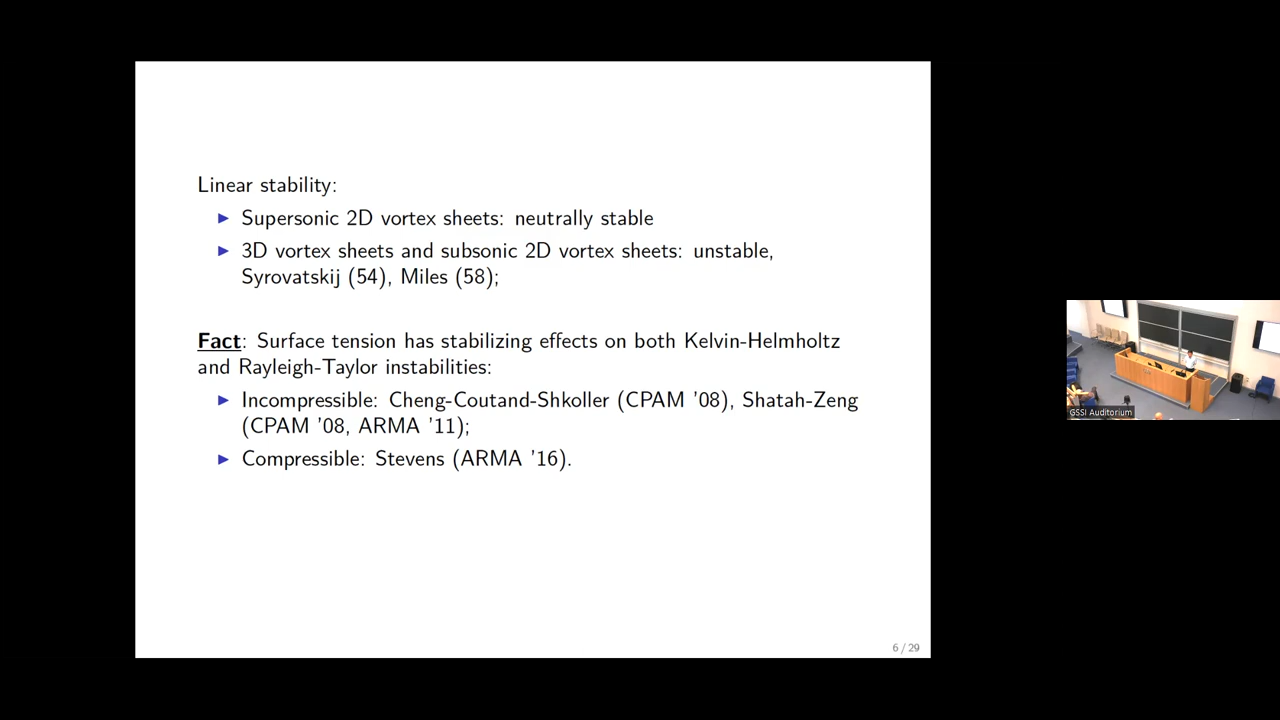 Linear stability:
▶ Supersonic 2D vortex sheets: neutrally stable
▶ 3D vortex sheets and subsonic 2D vortex sheets: unstable,
Syrovatskij (54), Miles (58);
Fact: Surface tension has stabilizing effects on both Kelvin-Helmholtz
and Rayleigh-Taylor instabilities:
▶ Incompressible: Cheng-Coutand-Shkoller (CPAM '08), Shatah-Zeng
(CPAM '08, ARMA '11);
▶ Compressible: Stevens (ARMA '16).
6 / 29
GSSI Auditorium